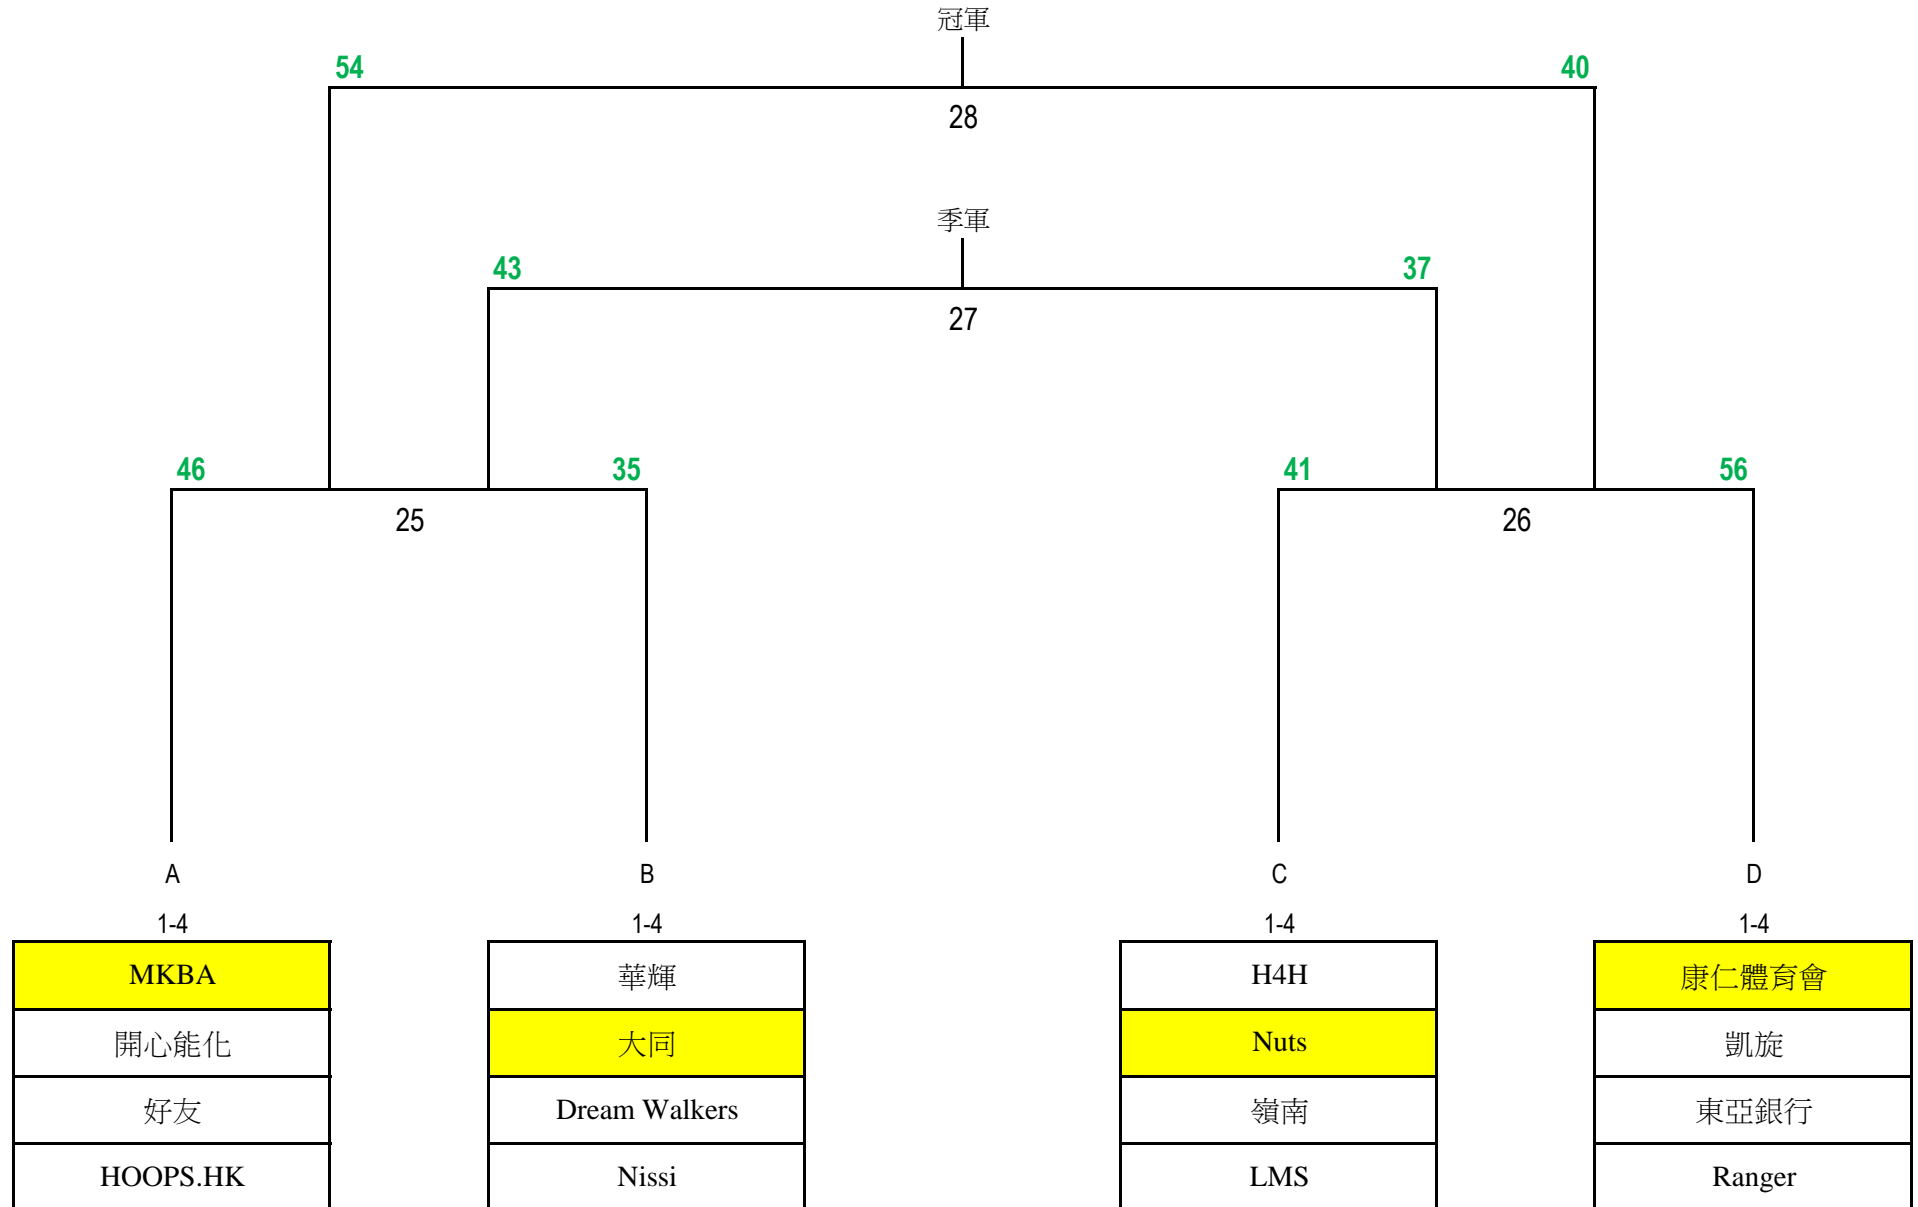 冠軍
54 40
28
季軍
43 37
27
46 35 41 56
25 26
A B C D
1-4 1-4 1-4 1-4
MKBA 華輝 H4H 康仁體育會
開心能化 大同 Nuts 凱旋
好友 Dream Walkers 嶺南 東亞銀行
HOOPS.HK Nissi LMS Ranger